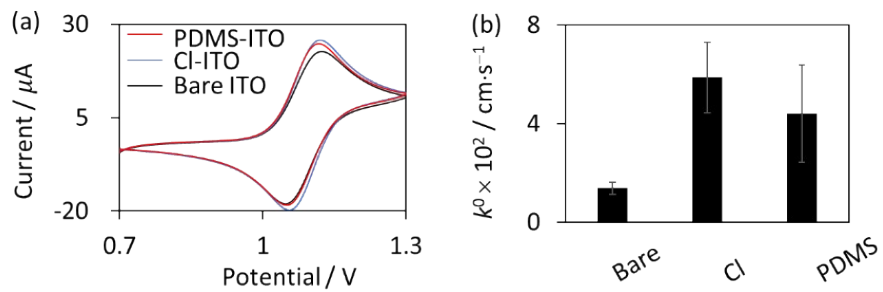 (a)
30
5
-20
Current / μA
PDMS-ITO
Cl-ITO
Bare ITO
0.7
1
1.3
Potential / V
(b)
8
4
0
k⁰ × 10² / cm·s⁻¹
Bare
Cl
PDMS